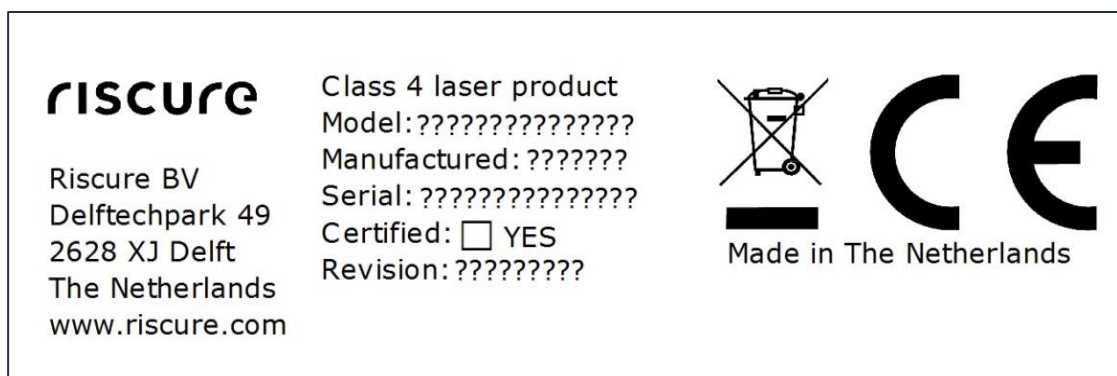 riscure
Riscure BV
Delftechpark 49
2628 XJ Delft
The Netherlands
www.riscure.com
Class 4 laser product
Model:???????????????
Manufactured: ???????
Serial: ???????????????
Certified: ☐ YES
Revision: ?????????
CE
Made in The Netherlands